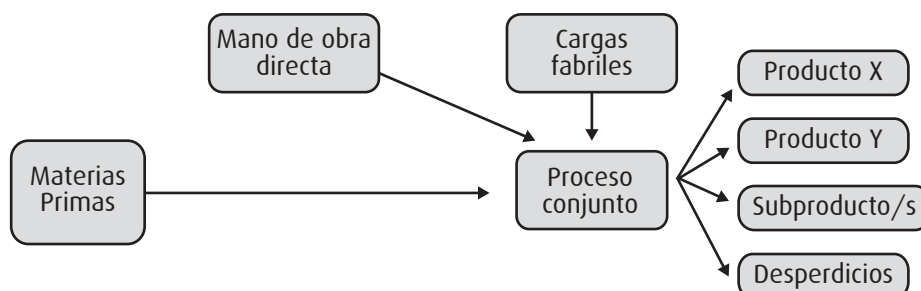 Mano de obra
directa
Cargas
fabriles
Materias
Primas
Proceso
conjunto
Producto X
Producto Y
Subproducto/s
Desperdicios